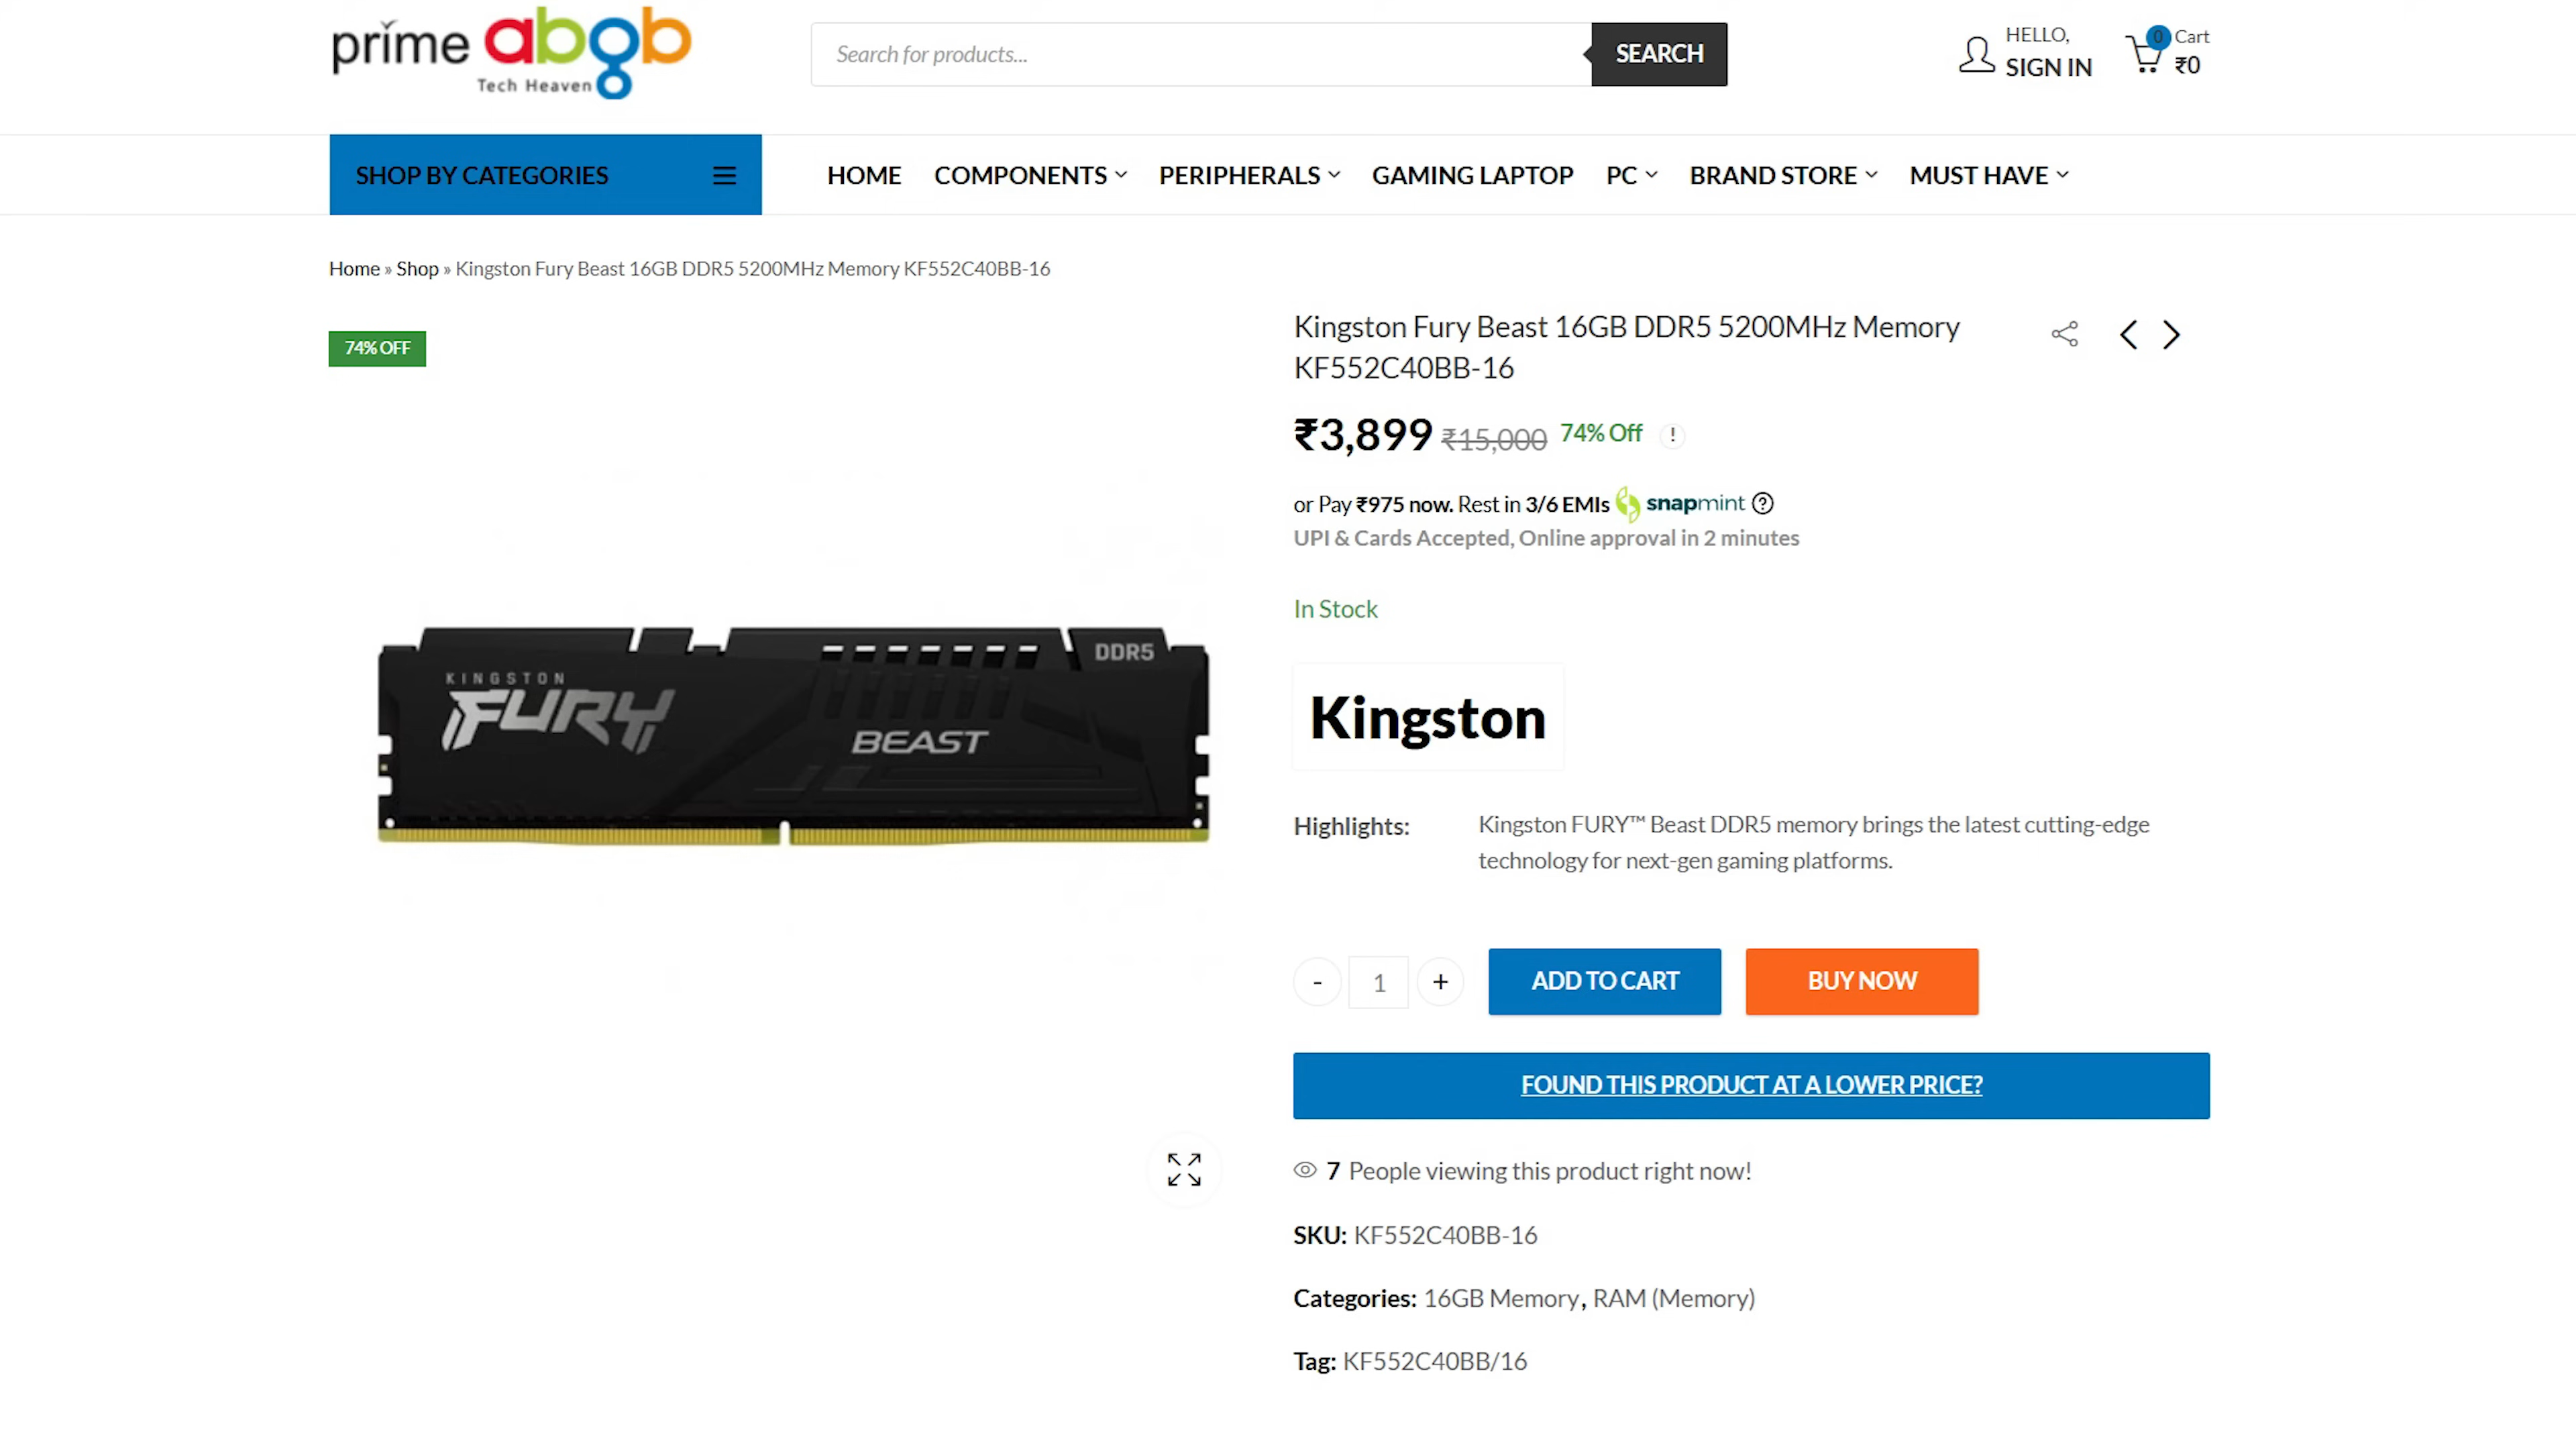 prime abgb
Tech Heaven
Search for products...
SEARCH
HELLO,
SIGN IN
0
Cart
₹0
SHOP BY CATEGORIES
HOME
COMPONENTS
PERIPHERALS
GAMING LAPTOP
PC
BRAND STORE
MUST HAVE
Home » Shop » Kingston Fury Beast 16GB DDR5 5200MHz Memory KF552C40BB-16
74% OFF
KINGSTON
FURY
BEAST
DDR5
Kingston Fury Beast 16GB DDR5 5200MHz Memory
KF552C40BB-16
₹3,899 ₹15,000 74% Off !
or Pay ₹975 now. Rest in 3/6 EMIs snapmint ?
UPI & Cards Accepted, Online approval in 2 minutes
In Stock
Kingston
Highlights: Kingston FURY™ Beast DDR5 memory brings the latest cutting-edge
technology for next-gen gaming platforms.
- 1 + ADD TO CART BUY NOW
FOUND THIS PRODUCT AT A LOWER PRICE?
7 People viewing this product right now!
SKU: KF552C40BB-16
Categories: 16GB Memory, RAM (Memory)
Tag: KF552C40BB/16